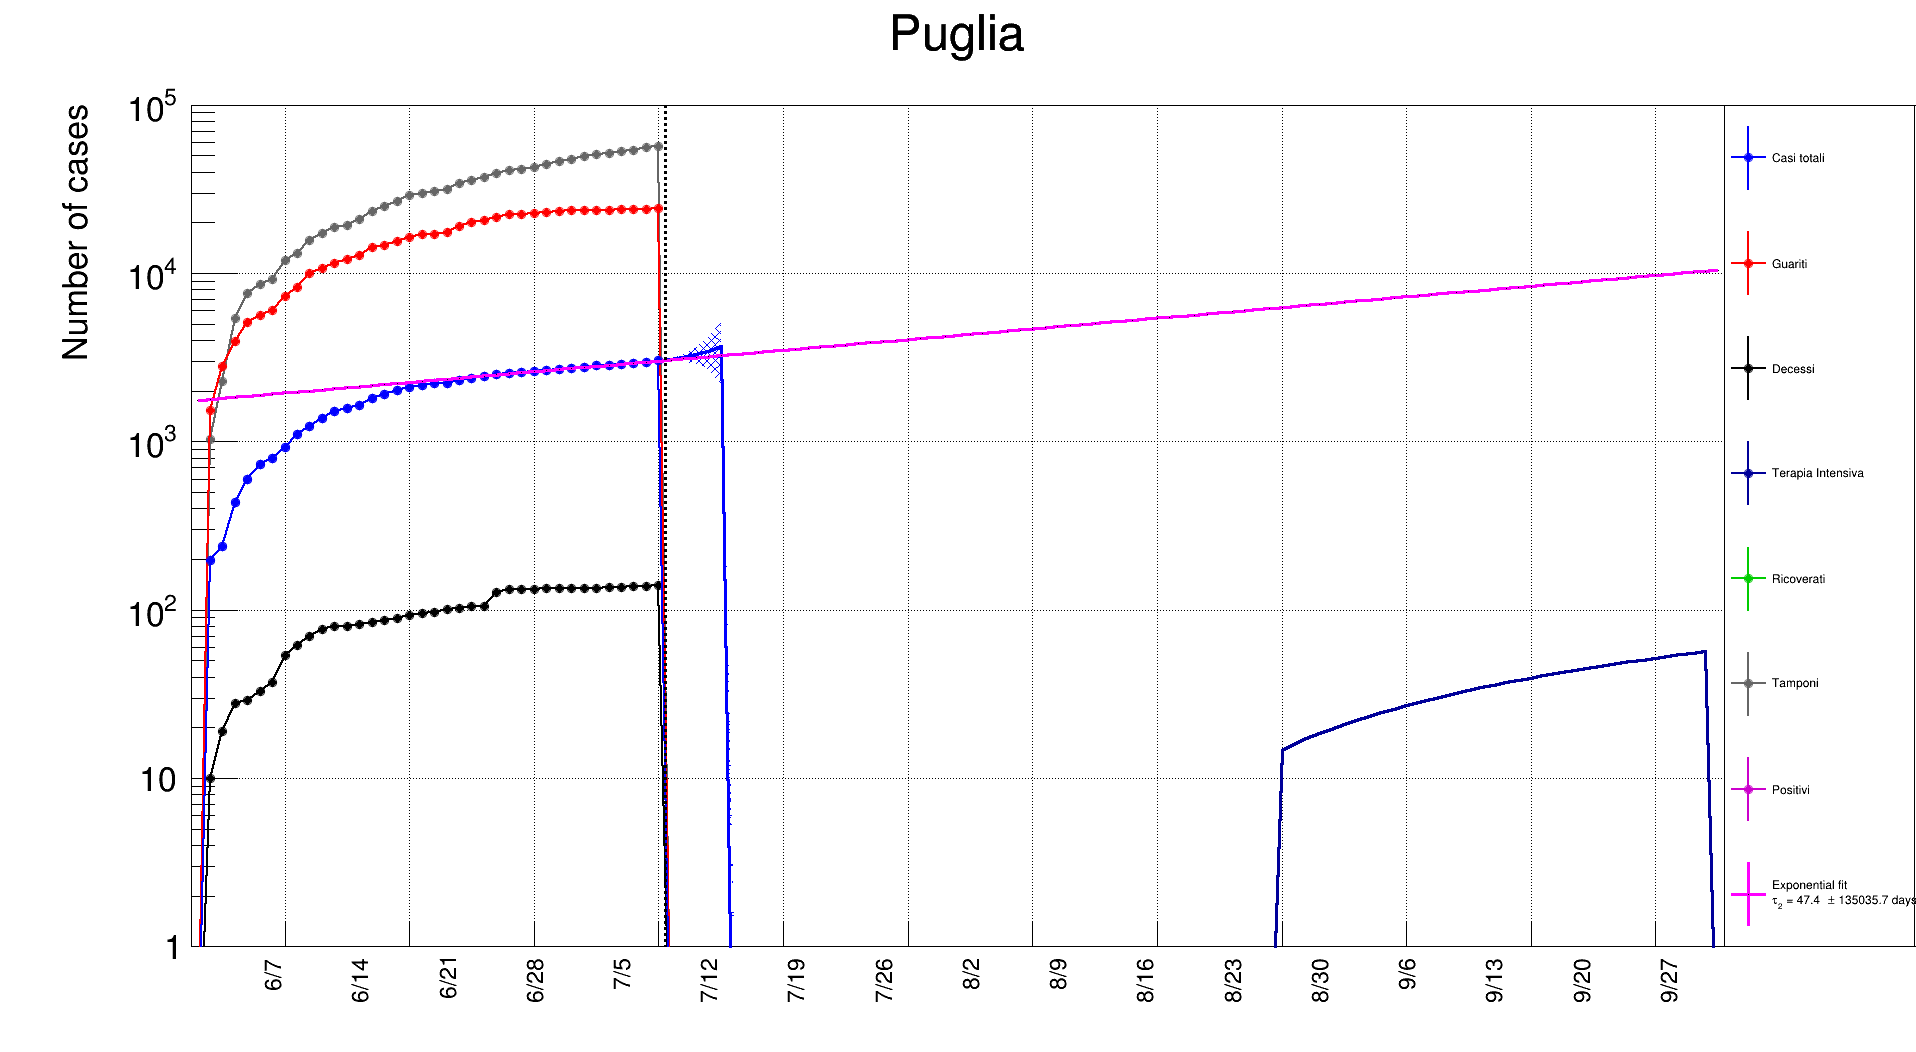 Puglia
Number of cases
10^5
10^4
10^3
10^2
10
1
6/7
6/14
6/21
6/28
7/5
7/12
7/19
7/26
8/2
8/9
8/16
8/23
8/30
9/6
9/13
9/20
9/27
Casi totali
Guariti
Decessi
Terapia Intensiva
Ricoverati
Tamponi
Positivi
Exponential fit
τ_2 = 47.4 ± 135035.7 days